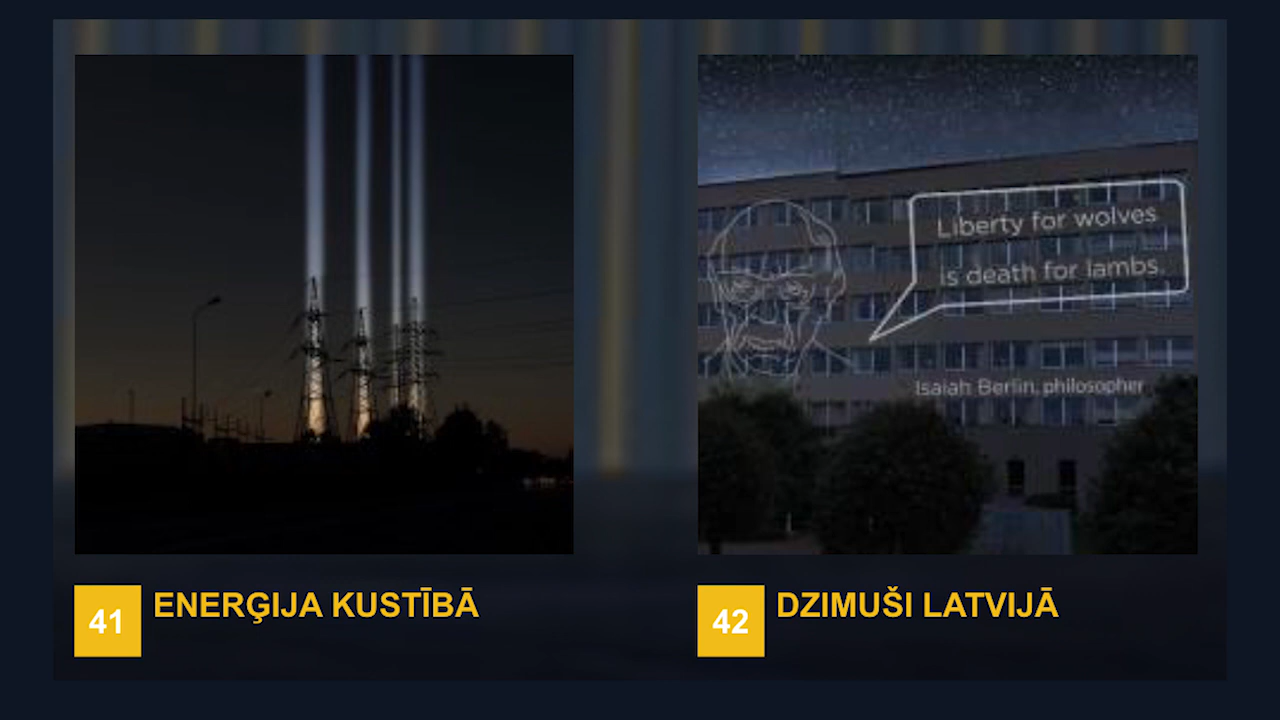 Liberty for wolves
is death for lambs.
Isaiah Berlin, philosopher
41 ENERĢIJA KUSTĪBĀ
42 DZIMUŠI LATVIJĀ